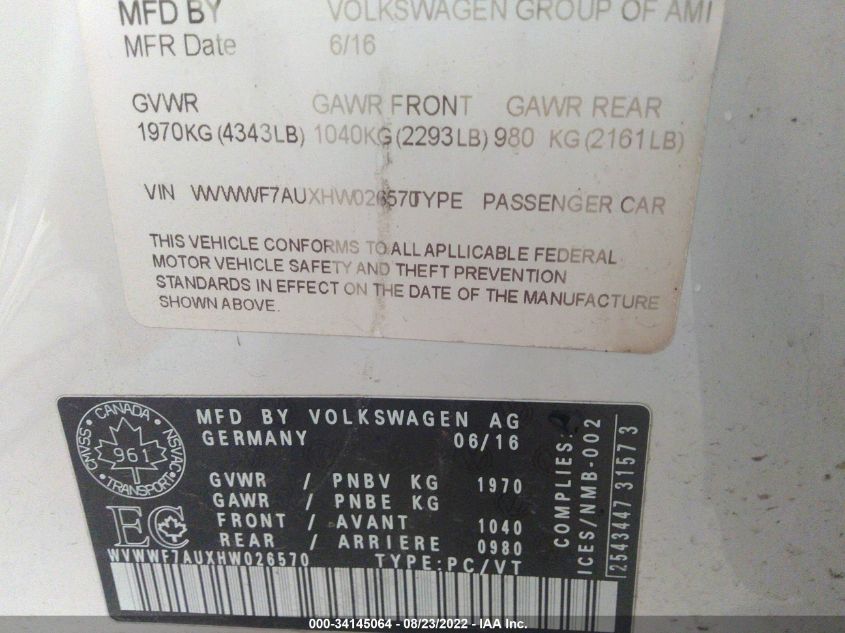 MFD BY VOLKSWAGEN GROUP OF AMI
MFR Date 6/16
GVWR GAWR FRONT GAWR REAR
1970KG (4343LB) 1040KG (2293LB) 980 KG (2161LB)
VIN WVWWF7AUXHW026570 TYPE PASSENGER CAR
THIS VEHICLE CONFORMS TO ALL APLLICABLE FEDERAL
MOTOR VEHICLE SAFETY AND THEFT PREVENTION
STANDARDS IN EFFECT ON THE DATE OF THE MANUFACTURE
SHOWN ABOVE.
CANADA
CMVSS NSVAC
961
TRANSPORT
MFD BY VOLKSWAGEN AG
GERMANY 06/16
GVWR / PNBV KG 1970
GAWR / PNBE KG
FRONT / AVANT 1040
REAR / ARRIERE 0980
EC
WVWWF7AUXHW026570 TYPE:PC/VT
COMPLIES:
ICES/NMB-002
254344731573
000-34145064 - 08/23/2022 - IAA Inc.